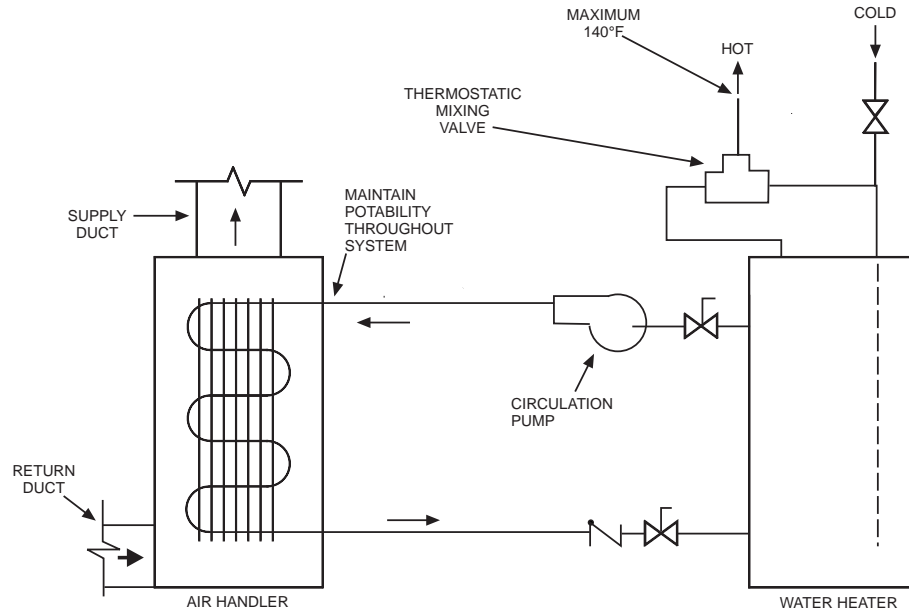 MAXIMUM
140°F
COLD
HOT
THERMOSTATIC
MIXING
VALVE
SUPPLY
DUCT
MAINTAIN
POTABILITY
THROUGHOUT
SYSTEM
CIRCULATION
PUMP
RETURN
DUCT
AIR HANDLER
WATER HEATER